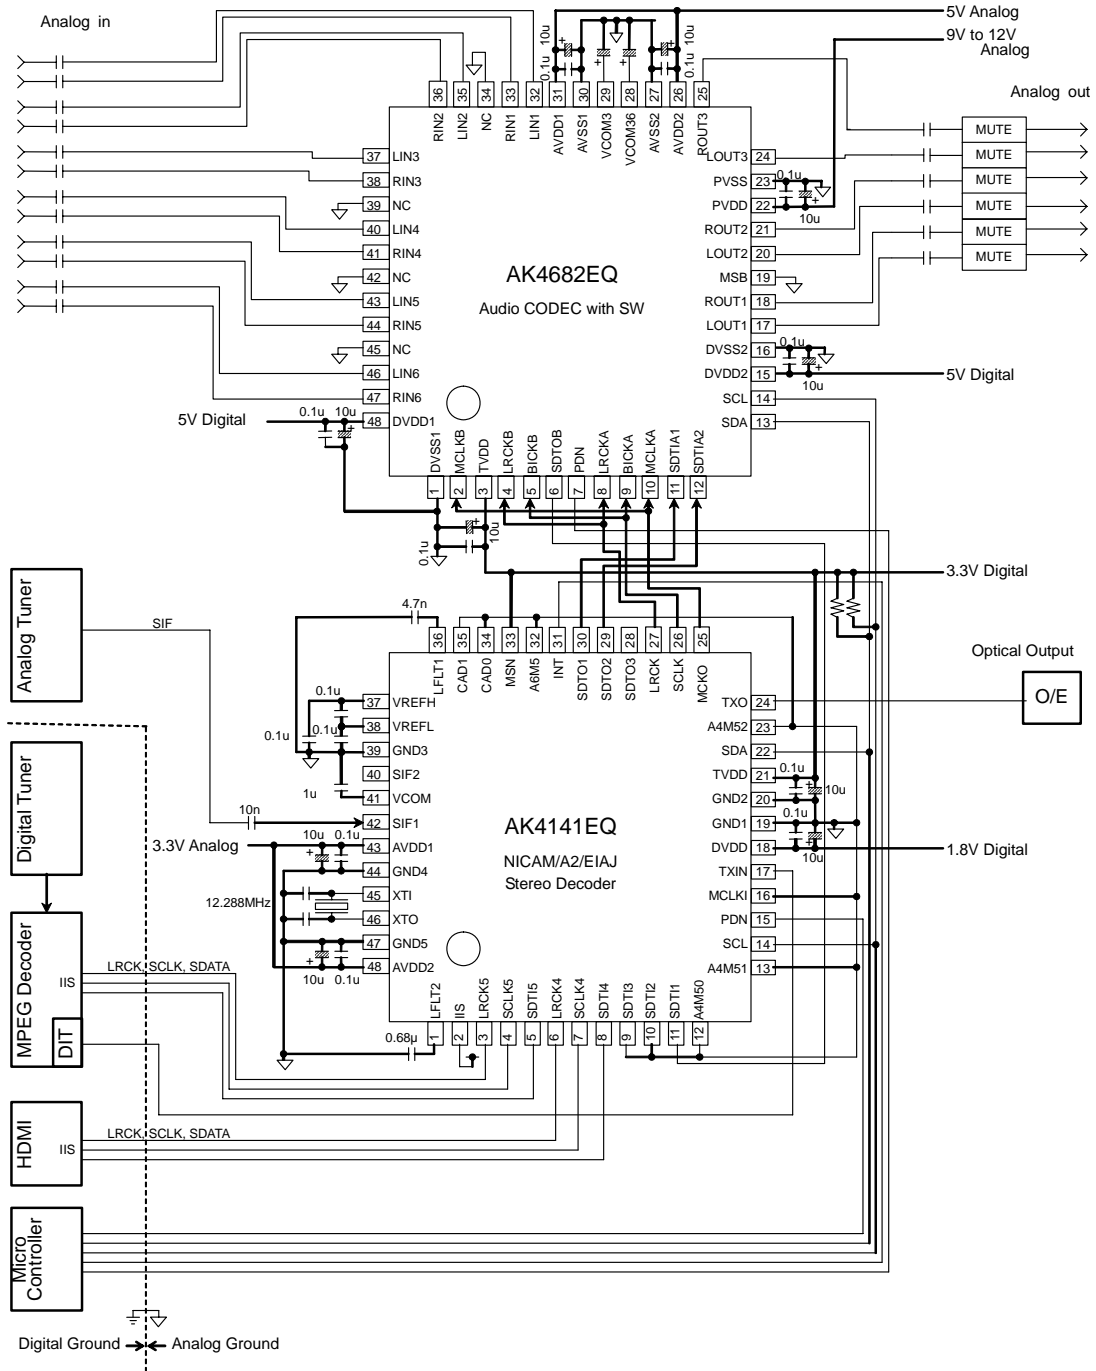 Analog in
5V Analog
9V to 12V
Analog
Analog out
0.1u 10u
10u
0.1u
36 35 34 33 32 31 30 29 28 27 26 25
RIN2 LIN2 NC RIN1 LIN1 AVDD1 AVSS1 VCOM3 VCOM36 AVSS2 AVDD2 ROUT3
37 LIN3
38 RIN3
39 NC
40 LIN4
41 RIN4
42 NC
43 LIN5
44 RIN5
45 NC
46 LIN6
47 RIN6
48 DVDD1
LOUT3 24
PVSS 23
PVDD 22
ROUT2 21
LOUT2 20
MSB 19
ROUT1 18
LOUT1 17
DVSS2 16
DVDD2 15
SCL 14
SDA 13
AK4682EQ
Audio CODEC with SW
MUTE
MUTE
MUTE
MUTE
MUTE
MUTE
0.1u
10u
0.1u
10u
5V Digital
5V Digital
0.1u 10u
DVSS1 MCLKB TVDD LRCKB BICKB SDTOB PDN LRCKA BICKA MCLKA SDTIA1 SDTIA2
1 2 3 4 5 6 7 8 9 10 11 12
0.1u
10u
3.3V Digital
Analog Tuner
SIF
4.7n
36 35 34 33 32 31 30 29 28 27 26 25
LFLT1 CAD1 CAD0 MSN A6M5 INT SDTO1 SDTO2 SDTO3 LRCK SCLK MCKO
Optical Output
O/E
37 VREFH
38 VREFL
39 GND3
40 SIF2
41 VCOM
42 SIF1
43 AVDD1
44 GND4
45 XTI
46 XTO
47 GND5
48 AVDD2
TXO 24
A4M52 23
SDA 22
TVDD 21
GND2 20
GND1 19
DVDD 18
TXIN 17
MCLKI 16
PDN 15
SCL 14
A4M51 13
AK4141EQ
NICAM/A2/EIAJ
Stereo Decoder
0.1u
0.1u
0.1u
1u
10n
10u 0.1u
3.3V Analog
12.288MHz
10u 0.1u
0.1u
10u
0.1u
10u
1.8V Digital
Digital Tuner
MPEG Decoder
IIS
DIT
LRCK, SCLK, SDATA
LFLT2 IIS LRCK5 SCLK5 SDTI5 LRCK4 SCLK4 SDTI4 SDTI3 SDTI2 SDTI1 A4M50
1 2 3 4 5 6 7 8 9 10 11 12
0.68µ
HDMI
IIS
LRCK, SCLK, SDATA
Micro
Controller
Digital Ground
Analog Ground